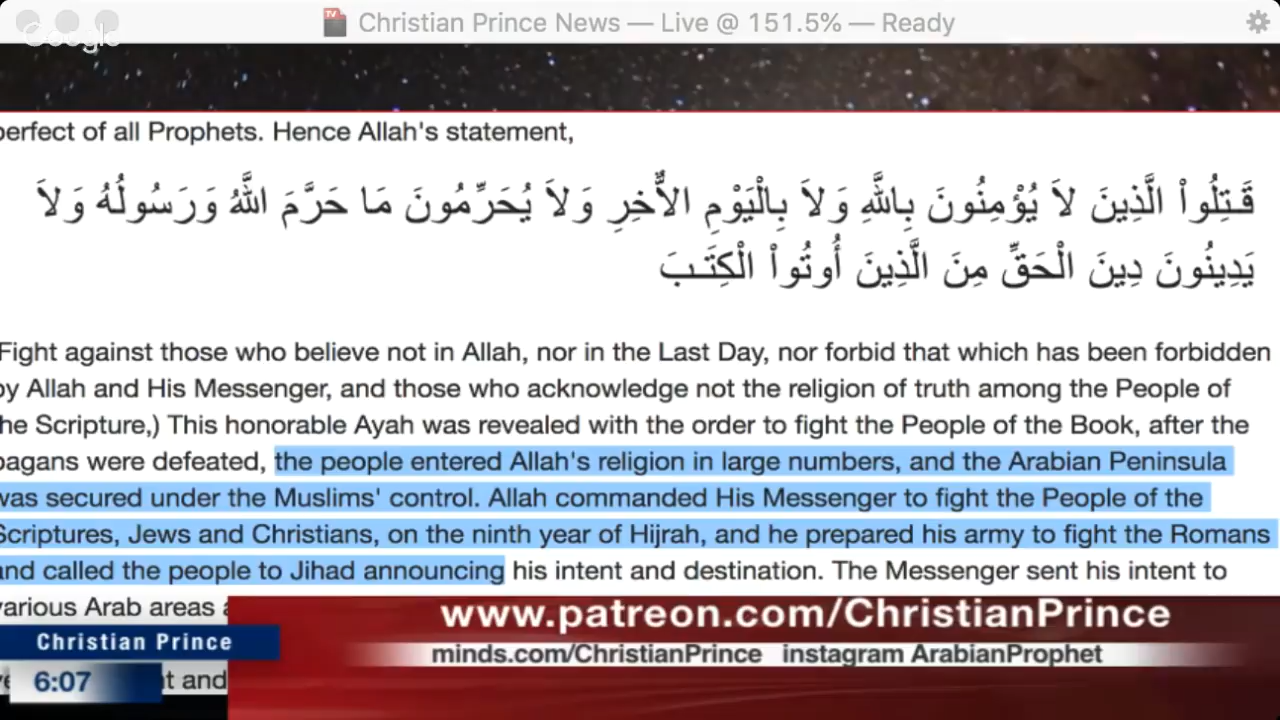 Christian Prince News — Live @ 151.5% — Ready
Google
perfect of all Prophets. Hence Allah's statement,
قَـتِلُواْ الَّذِينَ لاَ يُؤْمِنُونَ بِاللَّهِ وَلاَ بِالْيَوْمِ الاٌّخِرِ وَلاَ يُحَرِّمُونَ مَا حَرَّمَ اللَّهُ وَرَسُولُهُ وَلاَ
يَدِينُونَ دِينَ الْحَقِّ مِنَ الَّذِينَ أُوتُواْ الْكِتَـبَ
Fight against those who believe not in Allah, nor in the Last Day, nor forbid that which has been forbidden
by Allah and His Messenger, and those who acknowledge not the religion of truth among the People of
the Scripture,) This honorable Ayah was revealed with the order to fight the People of the Book, after the
pagans were defeated, the people entered Allah's religion in large numbers, and the Arabian Peninsula
was secured under the Muslims' control. Allah commanded His Messenger to fight the People of the
Scriptures, Jews and Christians, on the ninth year of Hijrah, and he prepared his army to fight the Romans
and called the people to Jihad announcing his intent and destination. The Messenger sent his intent to
various Arab areas
www.patreon.com/ChristianPrince
Christian Prince
minds.com/ChristianPrince instagram ArabianProphet
6:07
and